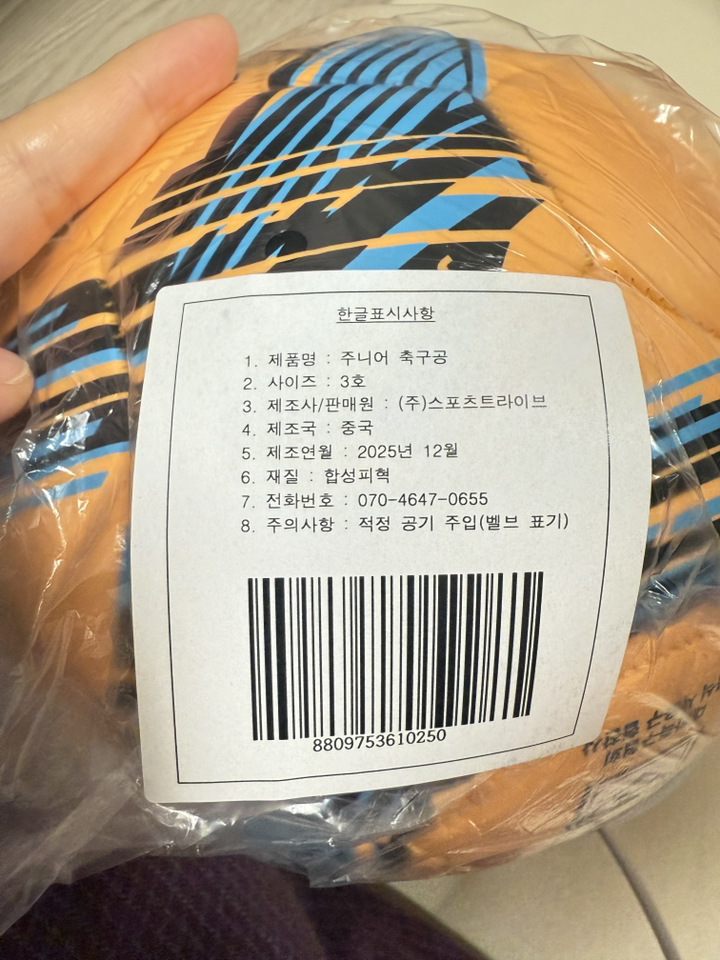 한글표시사항
1. 제품명 : 주니어 축구공
2. 사이즈 : 3호
3. 제조사/판매원 : (주)스포츠트라이브
4. 제조국 : 중국
5. 제조연월 : 2025년 12월
6. 재질 : 합성피혁
7. 전화번호 : 070-4647-0655
8. 주의사항 : 적정 공기 주입(벨브 표기)
8809753610250